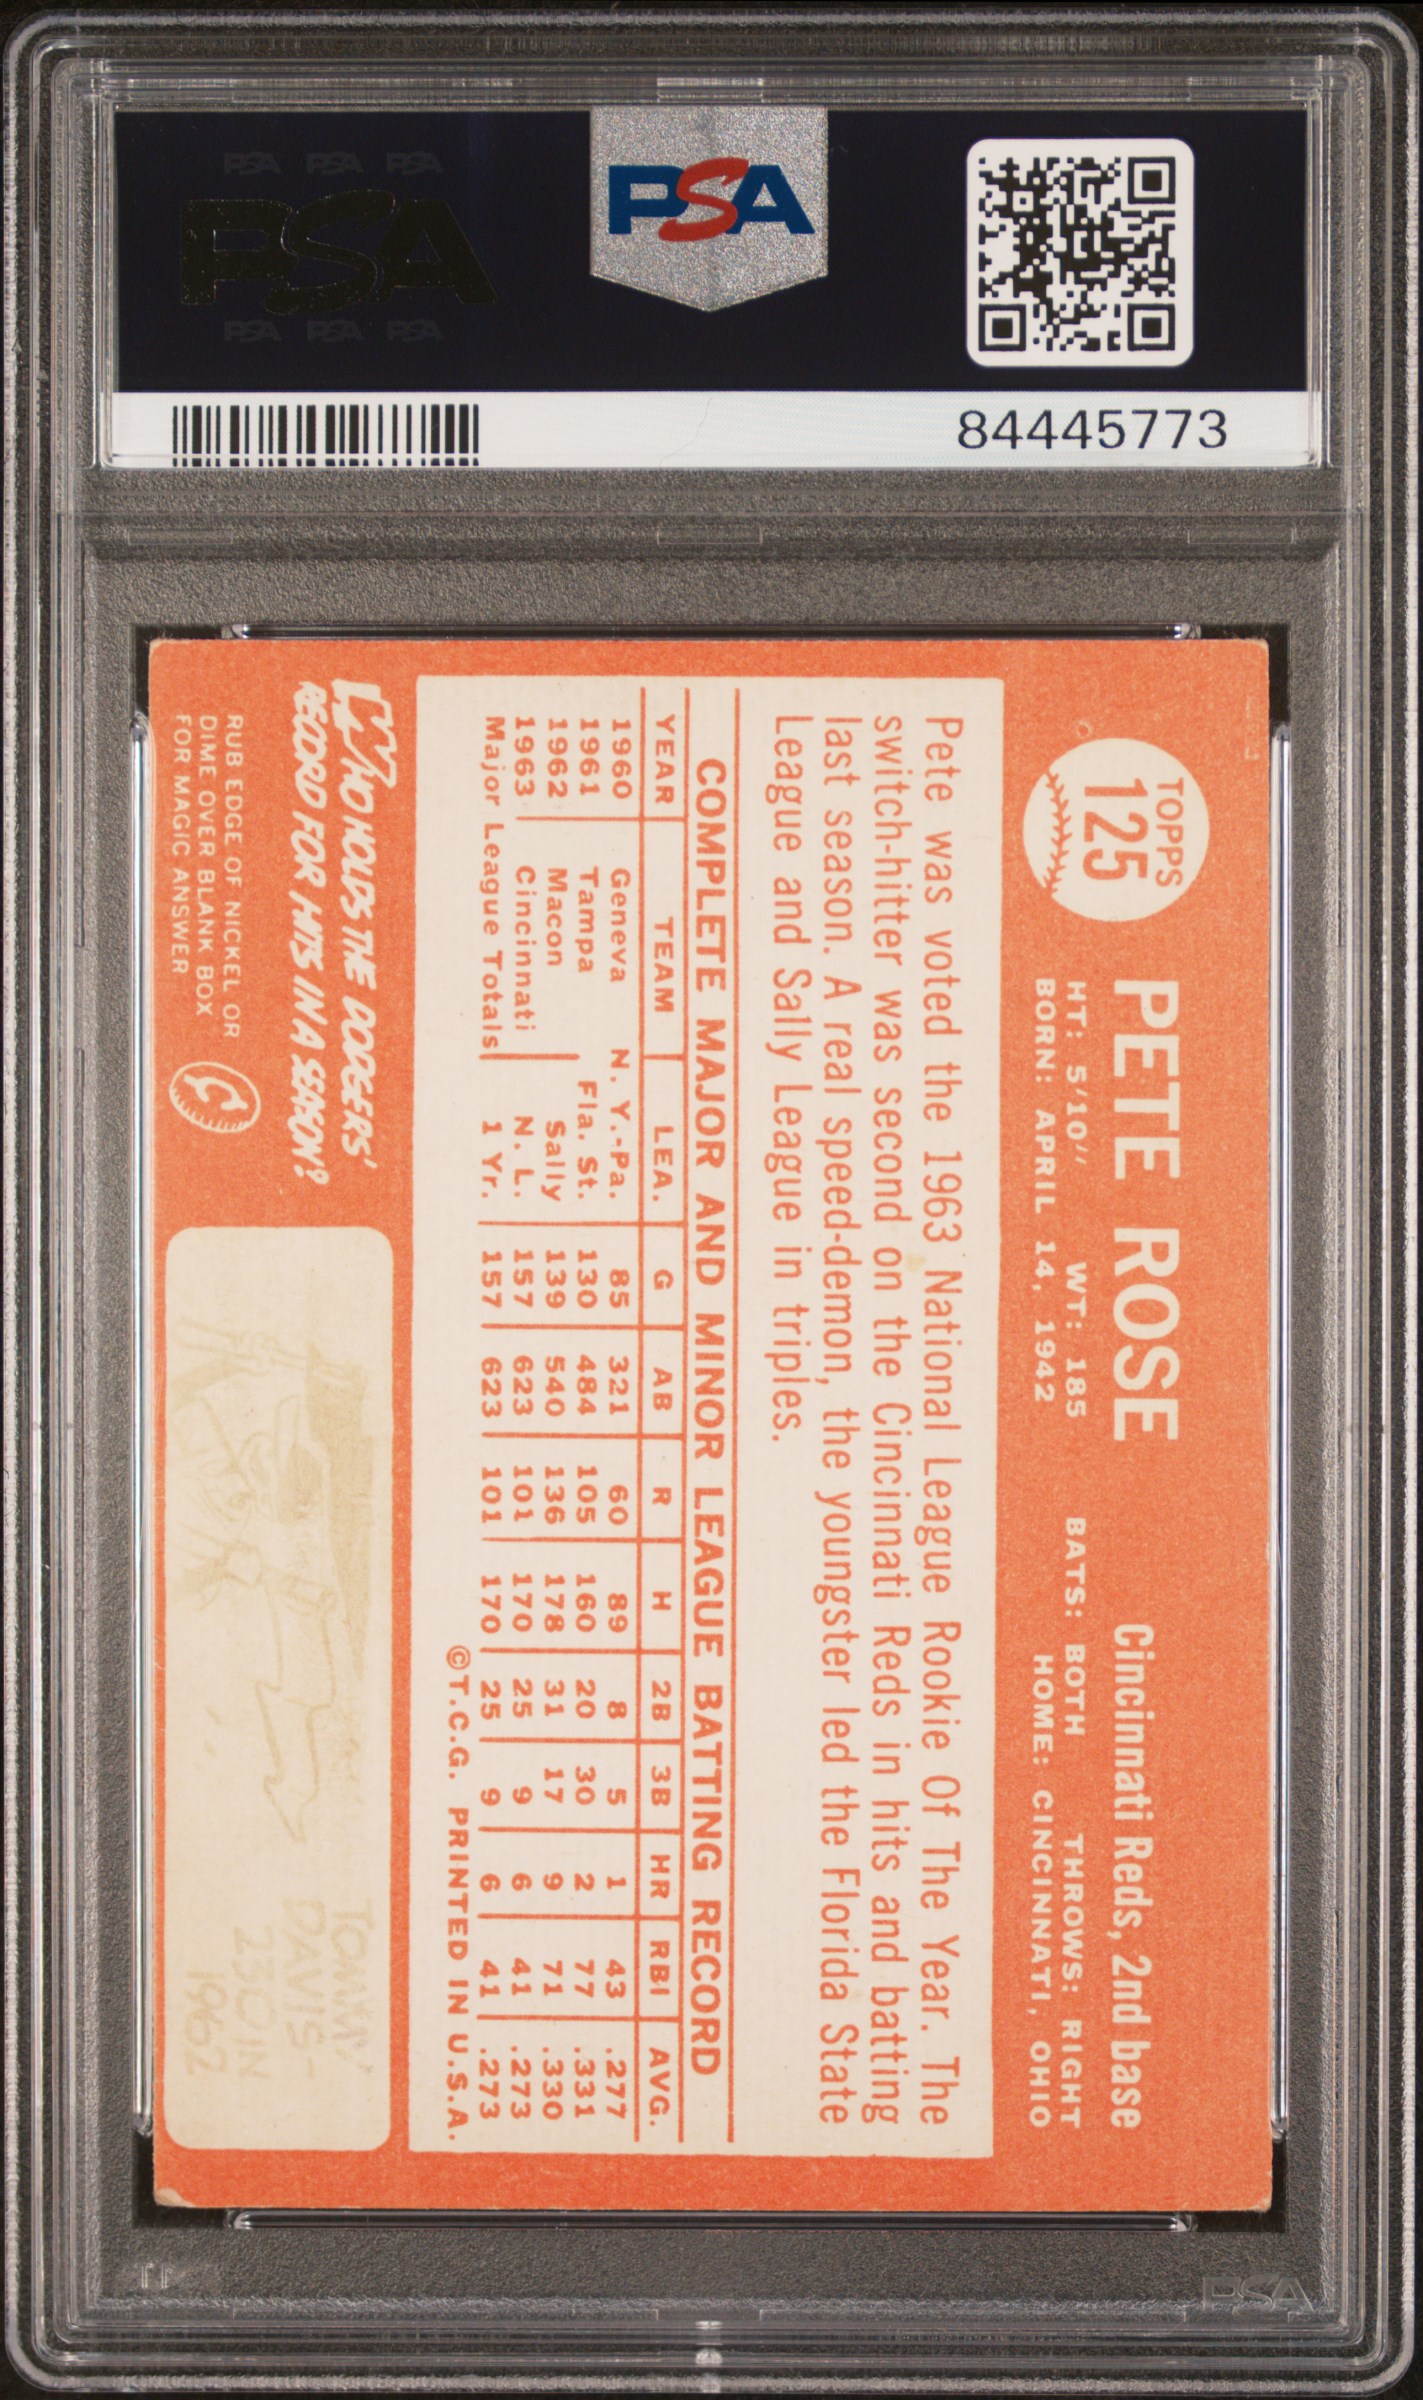 PSA PSA PSA
PSA
PSA PSA PSA
PSA
84445773
TOPPS
125
PETE ROSE
Cincinnati Reds, 2nd base
HT: 5'10" WT: 185 BATS: BOTH THROWS: RIGHT
BORN: APRIL 14, 1942 HOME: CINCINNATI, OHIO
Pete was voted the 1963 National League Rookie Of The Year. The
switch-hitter was second on the Cincinnati Reds in hits and batting
last season. A real speed-demon, the youngster led the Florida State
League and Sally League in triples.
COMPLETE MAJOR AND MINOR LEAGUE BATTING RECORD
YEAR TEAM LEA. G AB R H 2B 3B HR RBI AVG.
1960 Geneva N. Y.-Pa. 85 321 60 89 8 5 1 43 .277
1961 Tampa Fla. St. 130 484 105 160 20 30 2 77 .331
1962 Macon Sally 139 540 136 178 31 17 9 71 .330
1963 Cincinnati N. L. 157 623 101 170 25 9 6 41 .273
Major League Totals 1 Yr. 157 623 101 170 25 9 6 41 .273
©T.C.G. PRINTED IN U.S.A.
WHO HOLDS THE DODGERS'
RECORD FOR HITS IN A SEASON?
RUB EDGE OF NICKEL OR
DIME OVER BLANK BOX
FOR MAGIC ANSWER
TOMMY
DAVIS-
230 IN
1962
PSA